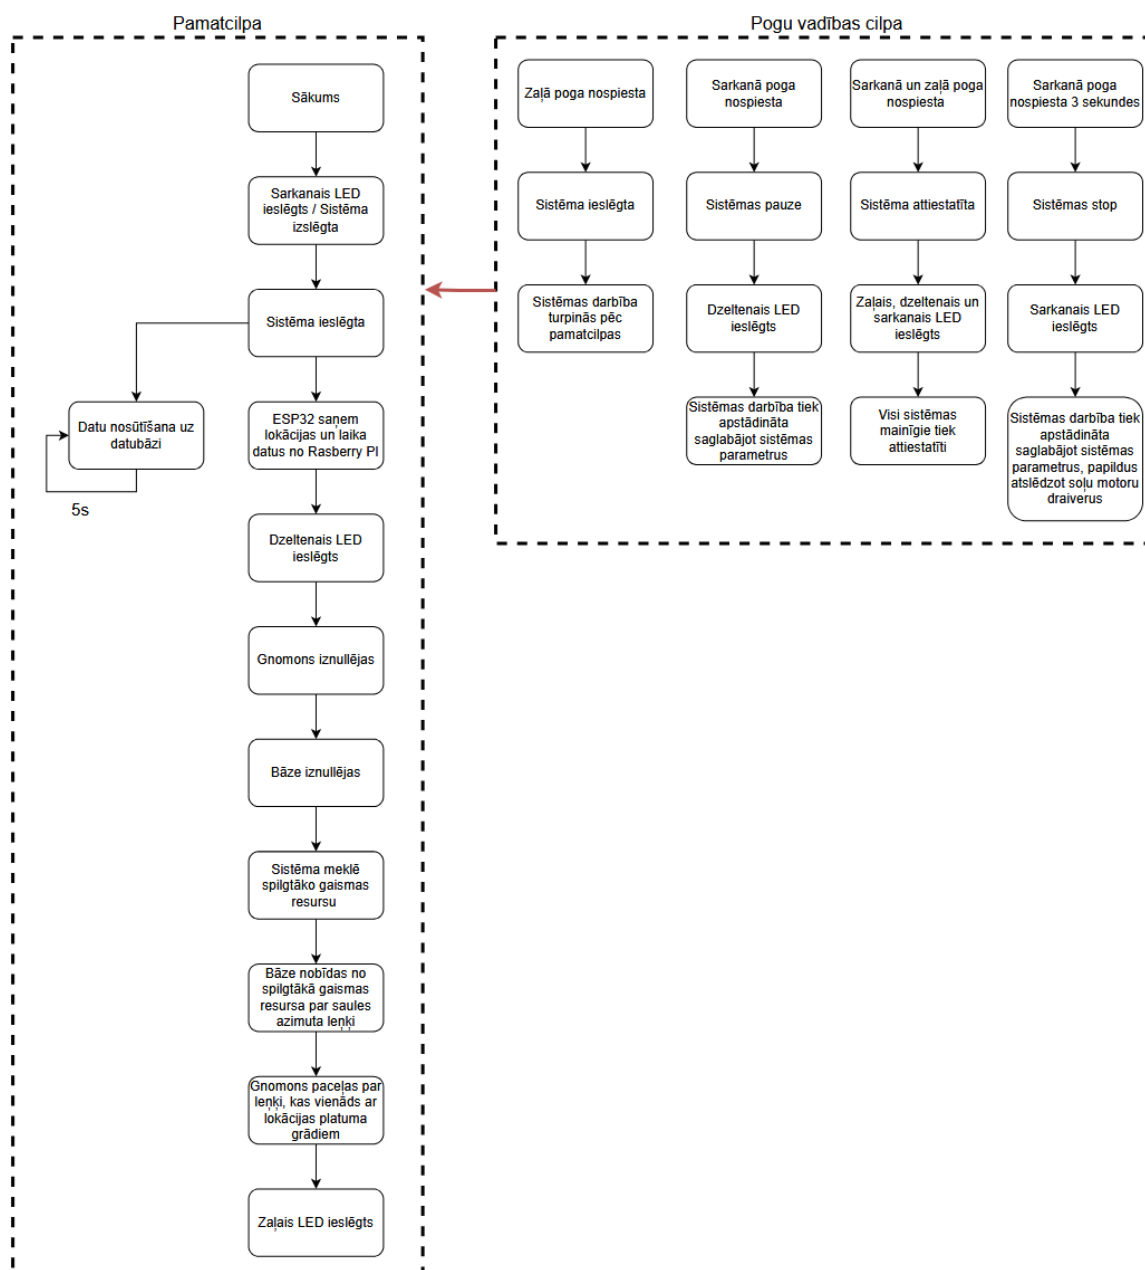 Pamatcilpa
Sākums
Sarkanais LED
ieslēgts / Sistēma
izslēgta
Sistēma ieslēgta
Datu nosūtīšana uz
datubāzi
5s
ESP32 saņem
lokācijas un laika
datus no Rasberry PI
Dzeltenais LED
ieslēgts
Gnomons iznullējas
Bāze iznullējas
Sistēma meklē
spilgtāko gaismas
resursu
Bāze nobīdas no
spilgtākā gaismas
resursa par saules
azimuta leņķi
Gnomons paceļas par
leņķi, kas vienāds ar
lokācijas platuma
grādiem
Zaļais LED ieslēgts
Pogu vadības cilpa
Zaļā poga nospiesta
Sistēma ieslēgta
Sistēmas darbība
turpinās pēc
pamatcilpas
Sarkanā poga
nospiesta
Sistēmas pauze
Dzeltenais LED
ieslēgts
Sistēmas darbība tiek
apstādināta
saglabājot sistēmas
parametrus
Sarkanā un zaļā poga
nospiesta
Sistēma attiestatīta
Zaļais, dzeltenais un
sarkanais LED
ieslēgts
Visi sistēmas
mainīgie tiek
attiestatīti
Sarkanā poga
nospiesta 3 sekundes
Sistēmas stop
Sarkanais LED
ieslēgts
Sistēmas darbība tiek
apstādināta
saglabājot sistēmas
parametrus, papildus
atslēdzot soļu motoru
draiverus